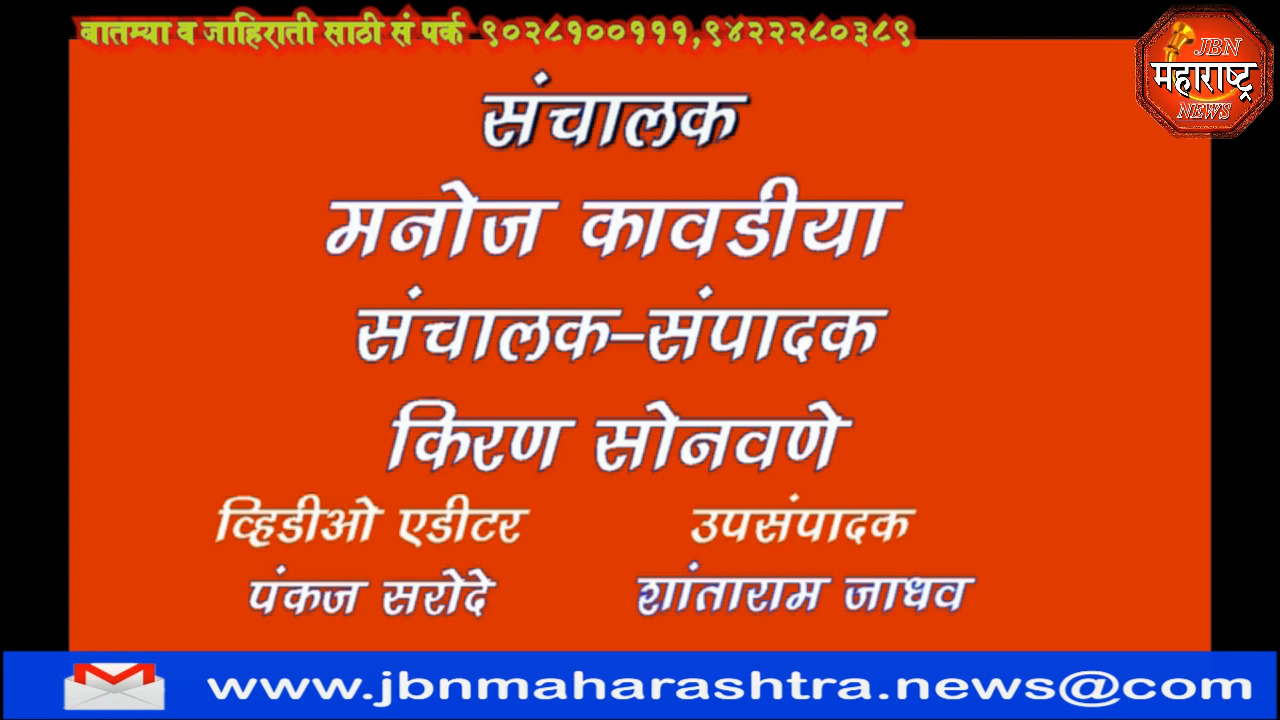 बातम्या व जाहिराती साठी सं पर्क ९०२८१००१११,९४२२२८०३८९
JBN
महाराष्ट्र
NEWS
संचालक
मनोज कावडीया
संचालक-संपादक
किरण सोनवणे
व्हिडीओ एडीटर उपसंपादक
पंकज सरोदे शांताराम जाधव
www.jbnmaharashtra.news@com